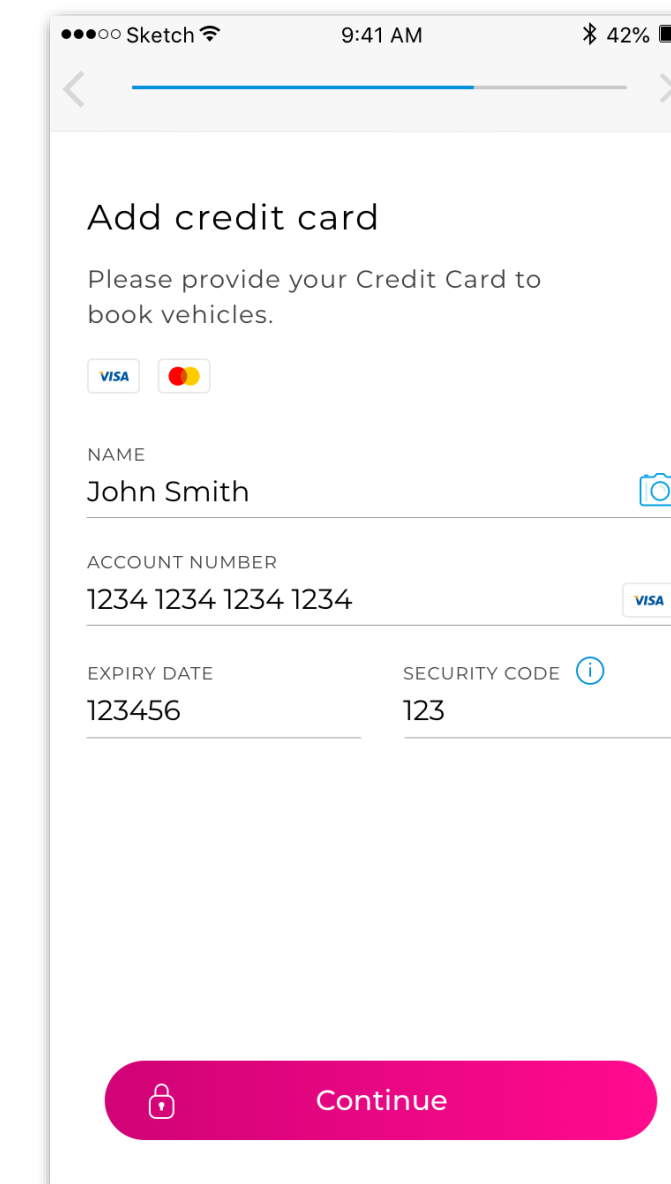 Sketch 9:41 AM 42%
Add credit card
Please provide your Credit Card to
book vehicles.
VISA
NAME
John Smith
ACCOUNT NUMBER
1234 1234 1234 1234 VISA
EXPIRY DATE SECURITY CODE i
123456 123
Continue